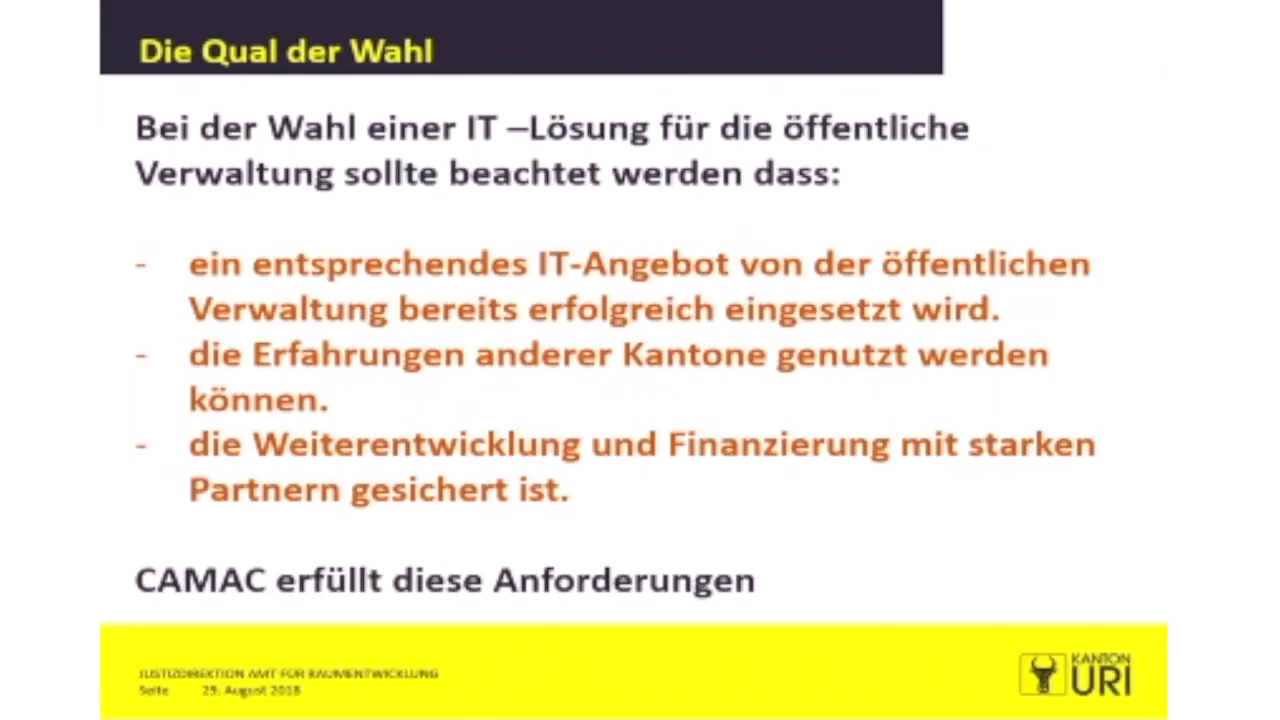 Die Qual der Wahl
Bei der Wahl einer IT –Lösung für die öffentliche
Verwaltung sollte beachtet werden dass:
- ein entsprechendes IT-Angebot von der öffentlichen
Verwaltung bereits erfolgreich eingesetzt wird.
- die Erfahrungen anderer Kantone genutzt werden
können.
- die Weiterentwicklung und Finanzierung mit starken
Partnern gesichert ist.
CAMAC erfüllt diese Anforderungen
JUSTIZDIREKTION AMT FÜR RAUMENTWICKLUNG
Seite 29. August 2018
KANTON
URI